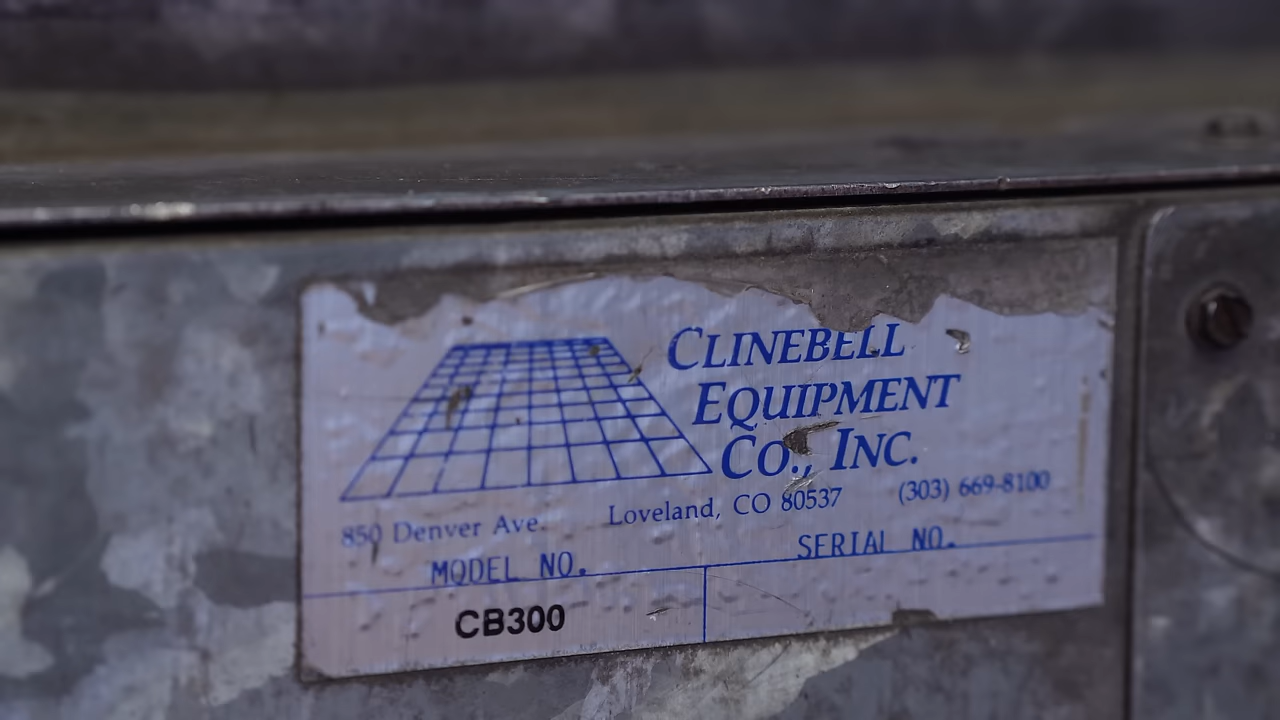 CLINEBELL
EQUIPMENT
CO., INC.
850 Denver Ave. Loveland, CO 80537 (303) 669-8100
MODEL NO. SERIAL NO.
CB300